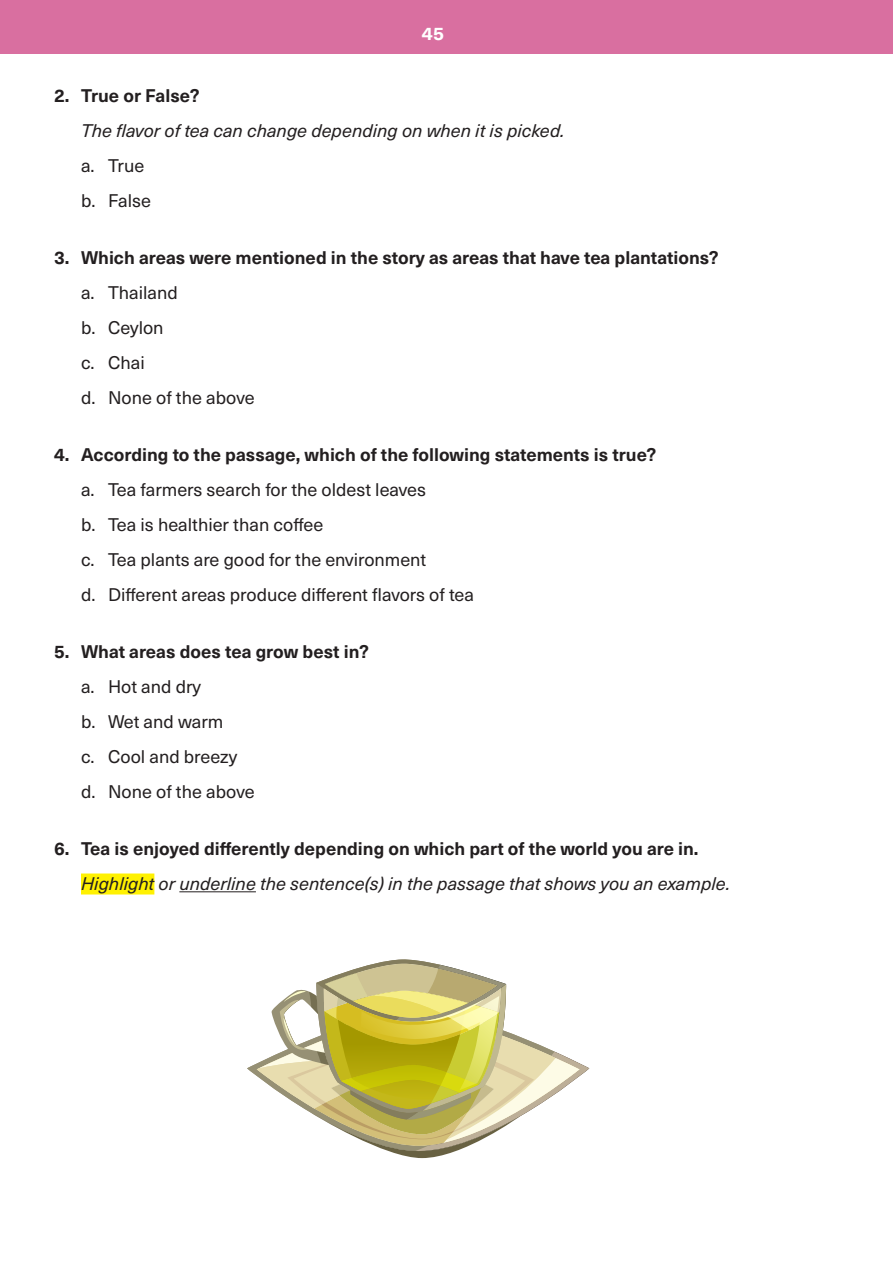 45
2. True or False?
The flavor of tea can change depending on when it is picked.
a. True
b. False
3. Which areas were mentioned in the story as areas that have tea plantations?
a. Thailand
b. Ceylon
c. Chai
d. None of the above
4. According to the passage, which of the following statements is true?
a. Tea farmers search for the oldest leaves
b. Tea is healthier than coffee
c. Tea plants are good for the environment
d. Different areas produce different flavors of tea
5. What areas does tea grow best in?
a. Hot and dry
b. Wet and warm
c. Cool and breezy
d. None of the above
6. Tea is enjoyed differently depending on which part of the world you are in.
Highlight or underline the sentence(s) in the passage that shows you an example.